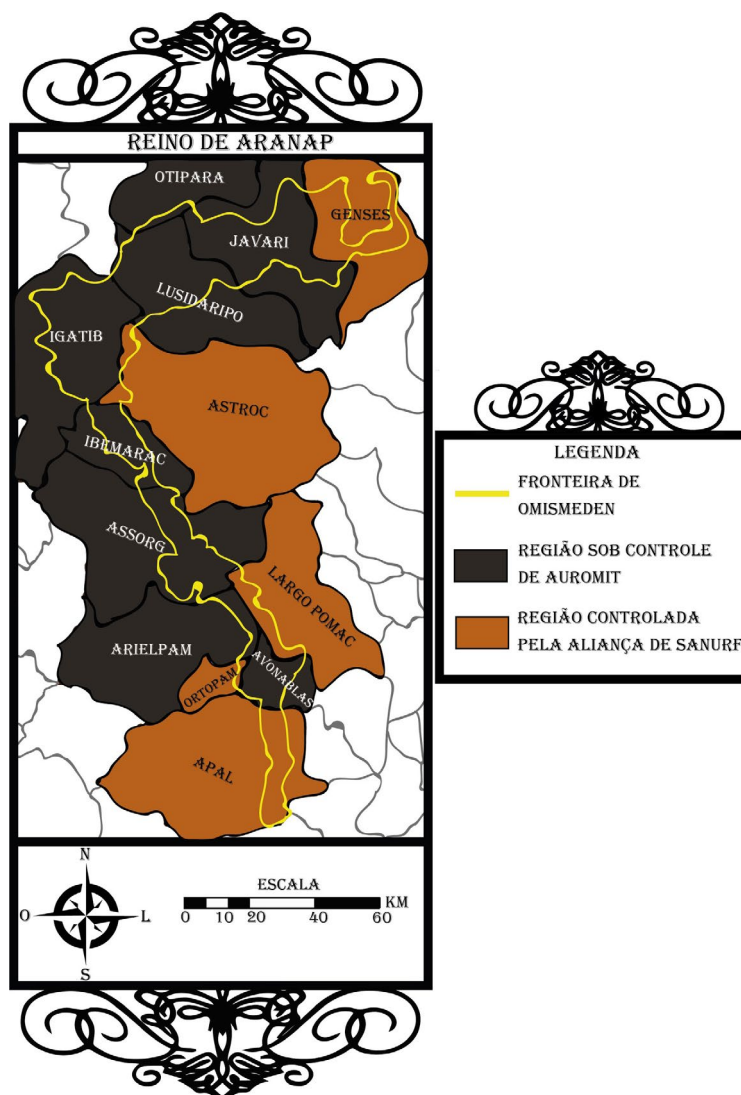 REINO DE ARANAP
OTIPARA
GENSES
JAVARI
LUSIDARIPO
IGATIB
ASTROC
IBEMARAC
ASSORG
LARGO POMAC
ARIELPAM
AVONABLAS
ORTOPAM
APAL
LEGENDA
FRONTEIRA DE
OMISMEDEN
REGIÃO SOB CONTROLE
DE AUROMIT
REGIÃO CONTROLADA
PELA ALIANÇA DE SANURF
N
O
L
S
ESCALA
KM
0 10 20 40 60